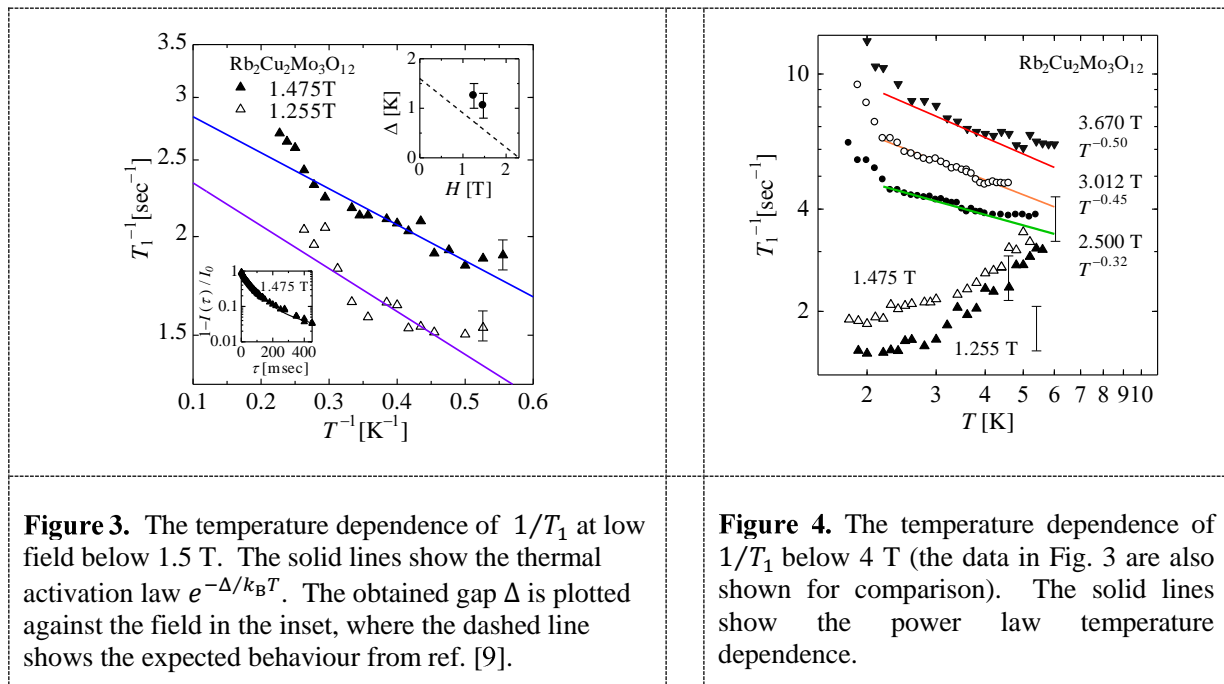 3.5
3
2.5
2
1.5
T₁⁻¹[sec⁻¹]
Rb₂Cu₂Mo₃O₁₂
▲ 1.475T
△ 1.255T
2
1
0
Δ [K]
0 1 2
H [T]
1
0.1
0.01
1−I(τ)/I₀
1.475 T
0 200 400
τ [msec]
0.1 0.2 0.3 0.4 0.5 0.6
T⁻¹[K⁻¹]
10
4
2
T₁⁻¹[sec⁻¹]
Rb₂Cu₂Mo₃O₁₂
3.670 T
T⁻⁰·⁵⁰
3.012 T
T⁻⁰·⁴⁵
2.500 T
T⁻⁰·³²
1.475 T
1.255 T
2 3 4 5 6 7 8 9 10
T [K]
Figure 3. The temperature dependence of 1/T₁ at low
field below 1.5 T. The solid lines show the thermal
activation law e^{−Δ/k_BT}. The obtained gap Δ is plotted
against the field in the inset, where the dashed line
shows the expected behaviour from ref. [9].
Figure 4. The temperature dependence of
1/T₁ below 4 T (the data in Fig. 3 are also
shown for comparison). The solid lines
show the power law temperature
dependence.